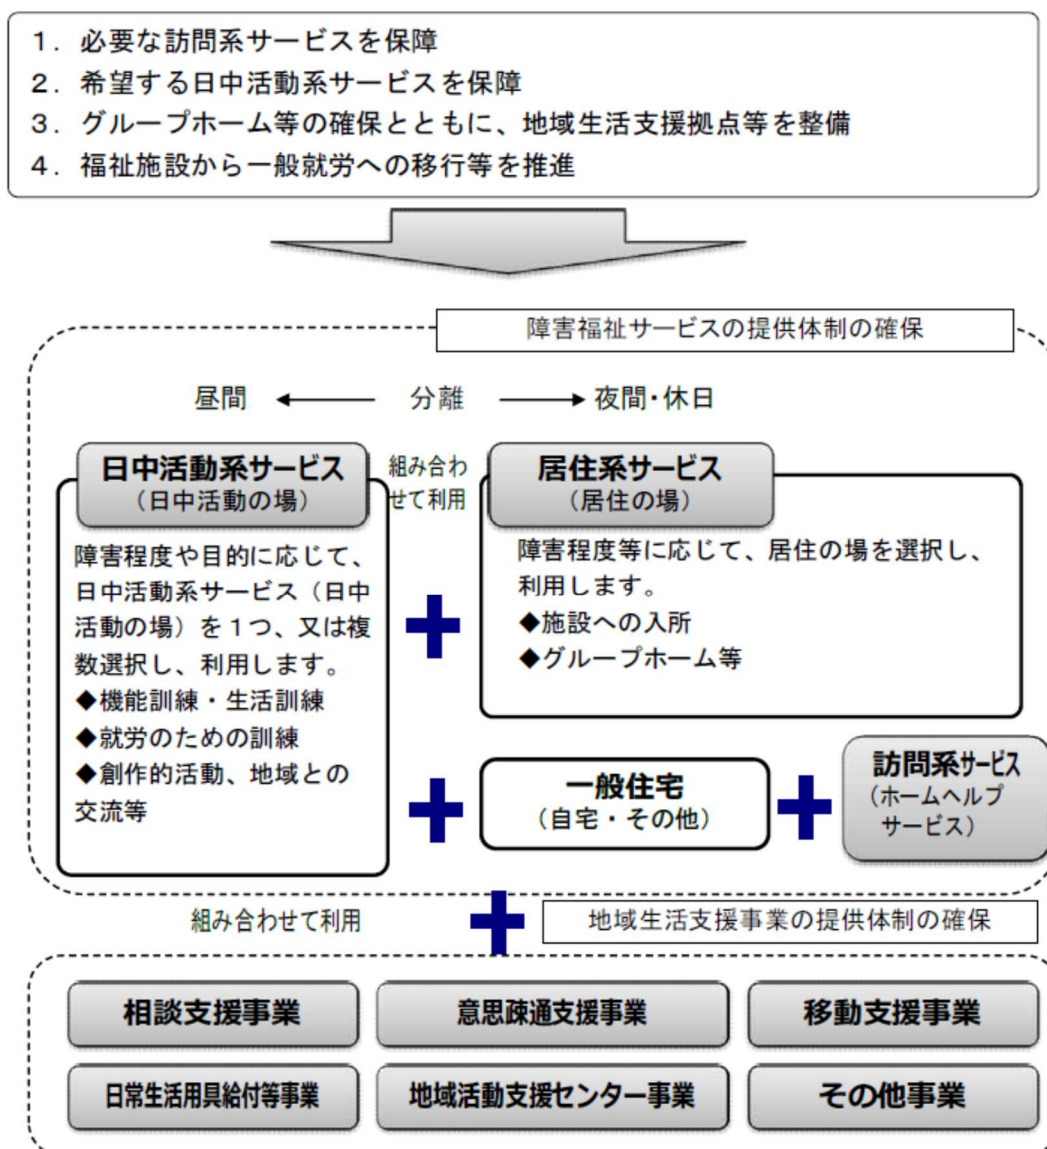 1．必要な訪問系サービスを保障
2．希望する日中活動系サービスを保障
3．グループホーム等の確保とともに、地域生活支援拠点等を整備
4．福祉施設から一般就労への移行等を推進
障害福祉サービスの提供体制の確保
昼間 ← 分離 → 夜間・休日
日中活動系サービス
（日中活動の場）
組み合わ
せて利用
居住系サービス
（居住の場）
障害程度や目的に応じて、
日中活動系サービス（日中
活動の場）を１つ、又は複
数選択し、利用します。
◆機能訓練・生活訓練
◆就労のための訓練
◆創作的活動、地域との
交流等
障害程度等に応じて、居住の場を選択し、
利用します。
◆施設への入所
◆グループホーム等
一般住宅
（自宅・その他）
訪問系サービス
（ホームヘルプ
サービス）
組み合わせて利用
地域生活支援事業の提供体制の確保
相談支援事業
意思疎通支援事業
移動支援事業
日常生活用具給付等事業
地域活動支援センター事業
その他事業